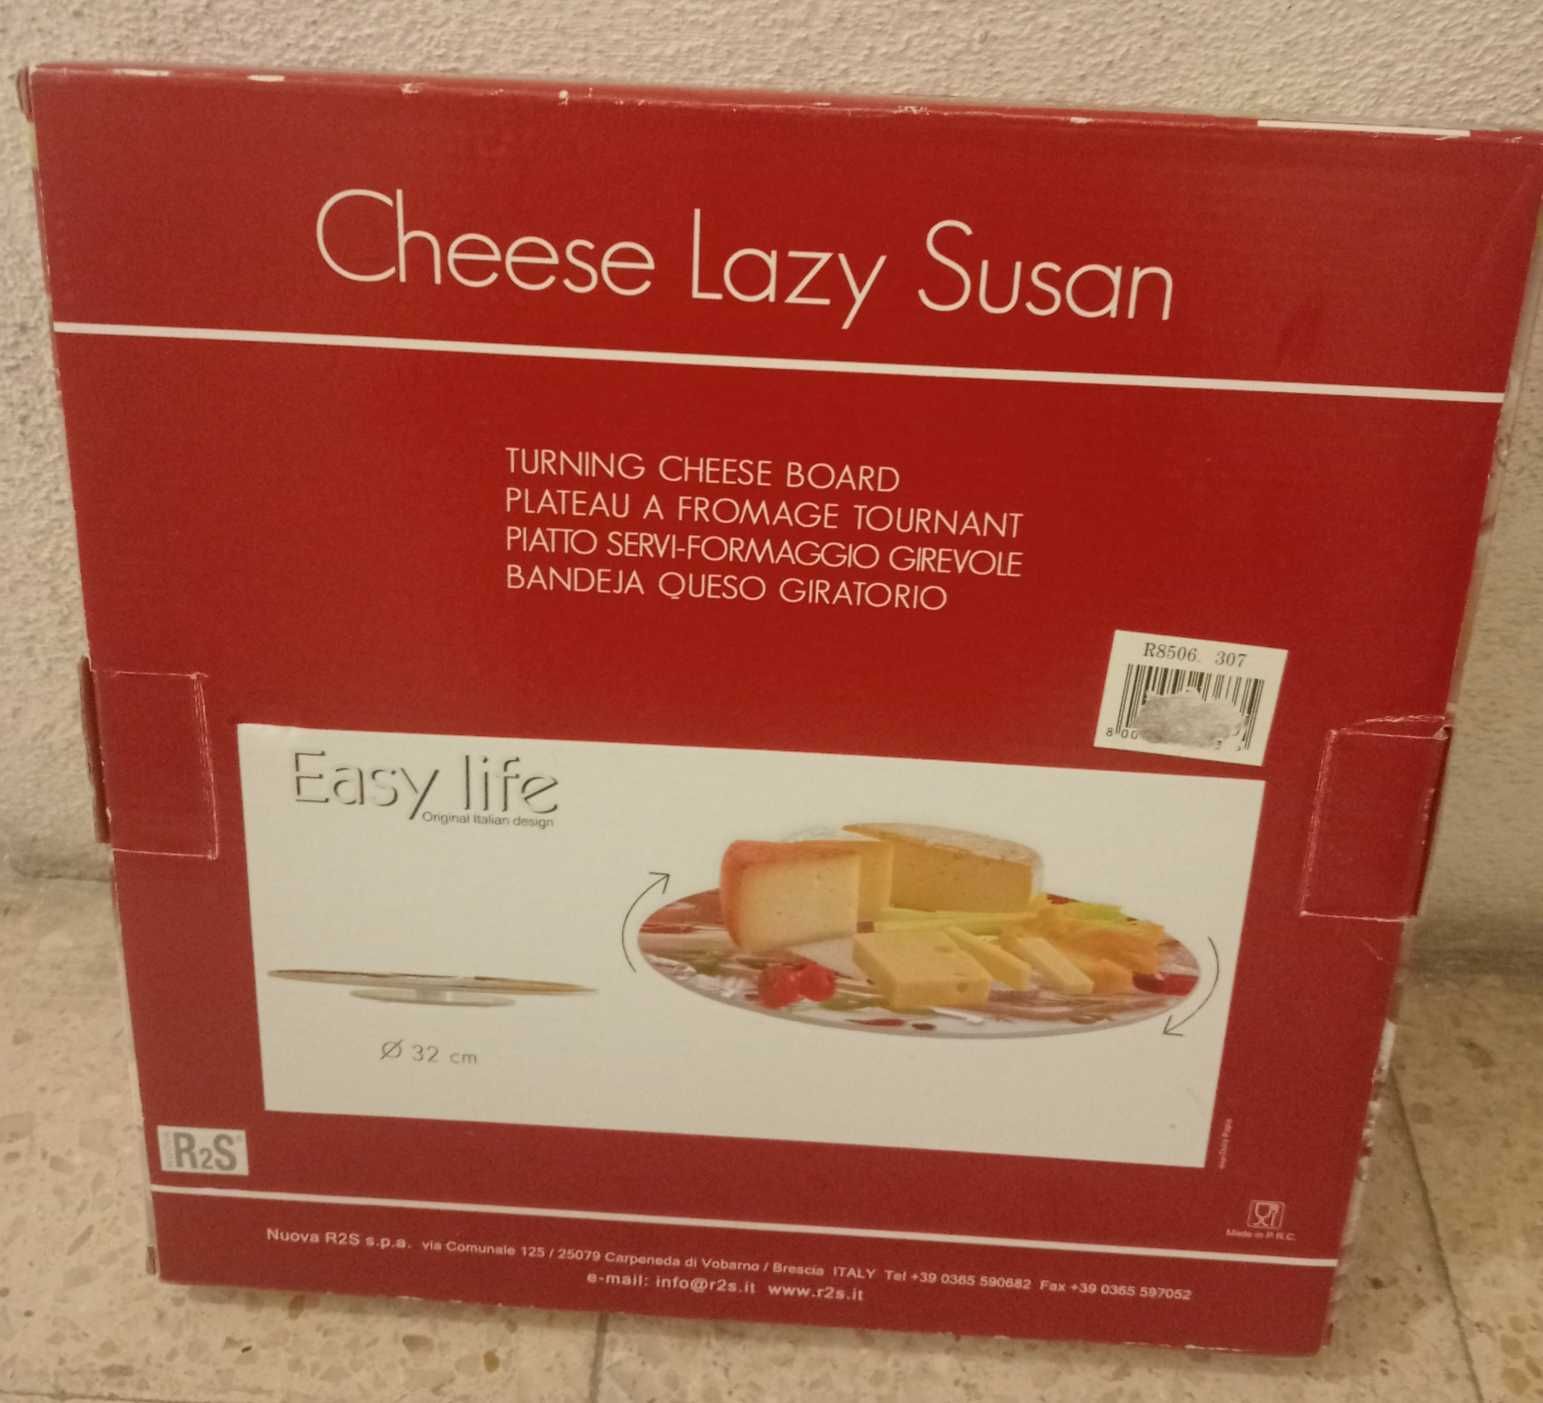 Cheese Lazy Susan
TURNING CHEESE BOARD
PLATEAU A FROMAGE TOURNANT
PIATTO SERVI-FORMAGGIO GIREVOLE
BANDEJA QUESO GIRATORIO
R8506. 307
8 00
Easy life
Original Italian design
Ø 32 cm
R2S
Made in P.R.C.
Nuova R2S s.p.a. via Comunale 125 / 25079 Carpeneda di Vobarno / Brescia ITALY Tel +39 0365 590682 Fax +39 0365 597052
e-mail: info@r2s.it www.r2s.it